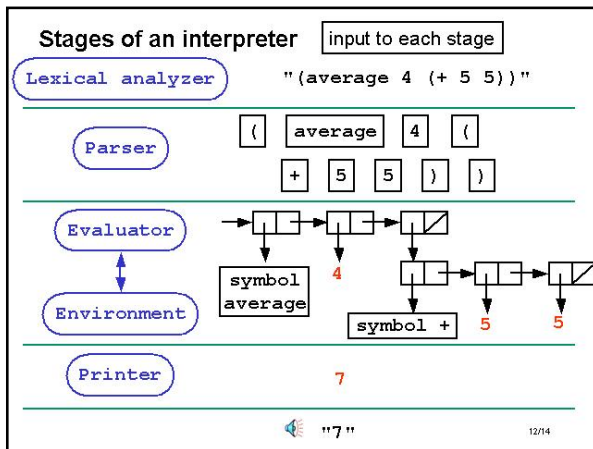 Stages of an interpreter input to each stage
Lexical analyzer "(average 4 (+ 5 5))"
( average 4 (
Parser
+ 5 5 ) )
Evaluator
symbol average 4
Environment
symbol + 5 5
Printer 7
"7" 12/14